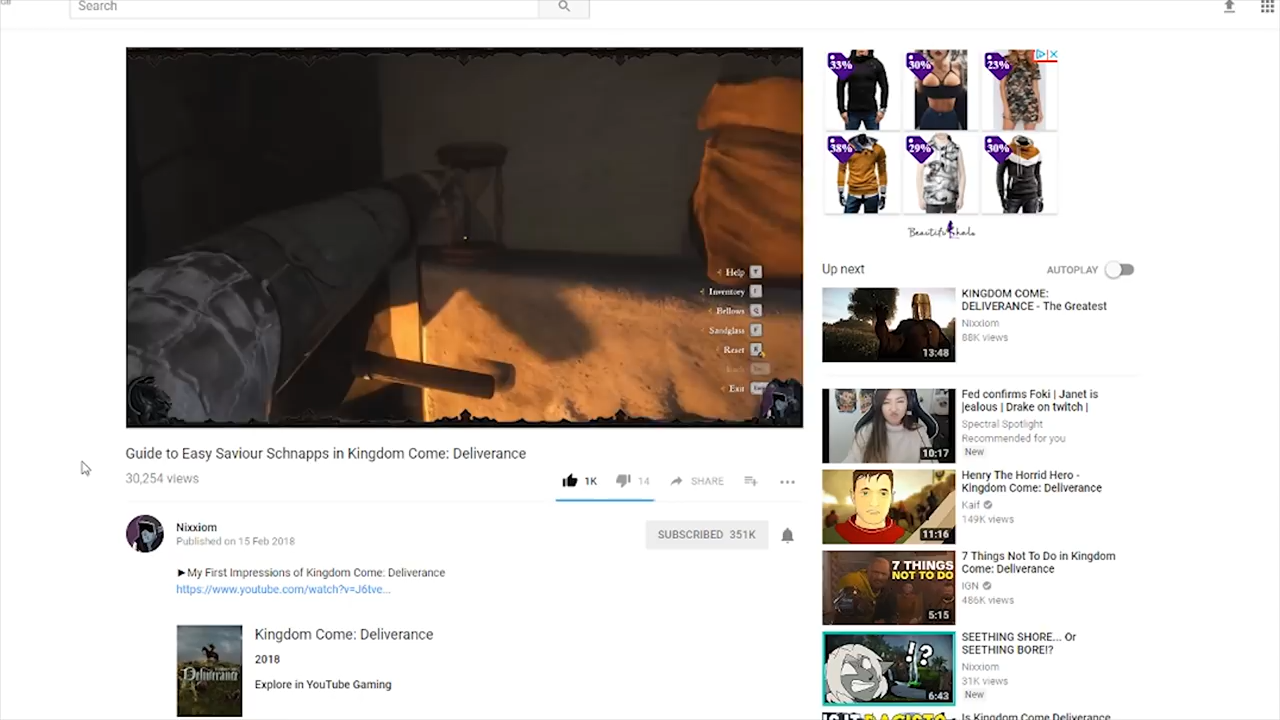 Search
33%
30%
23%
38%
29%
30%
Help
Inventory
Bellows
Sandglass
Reset
Exit
Up next
AUTOPLAY
KINGDOM COME:
DELIVERANCE - The Greatest
Nixxiom
88K views
13:48
Fed confirms Foki | Janet is
jealous | Drake on twitch |
Spectral Spotlight
Recommended for you
New
10:17
Guide to Easy Saviour Schnapps in Kingdom Come: Deliverance
30,254 views
1K
14
SHARE
Henry The Horrid Hero -
Kingdom Come: Deliverance
Kaif
149K views
11:16
Nixxiom
Published on 15 Feb 2018
SUBSCRIBED 351K
►My First Impressions of Kingdom Come: Deliverance
https://www.youtube.com/watch?v=J6tve...
7 THINGS
NOT TO DO
7 Things Not To Do in Kingdom
Come: Deliverance
IGN
486K views
5:15
Deliverance
Kingdom Come: Deliverance
2018
Explore in YouTube Gaming
!?
SEETHING SHORE... Or
SEETHING BORE!?
Nixxiom
31K views
New
6:43
Is Kingdom Come Deliverance